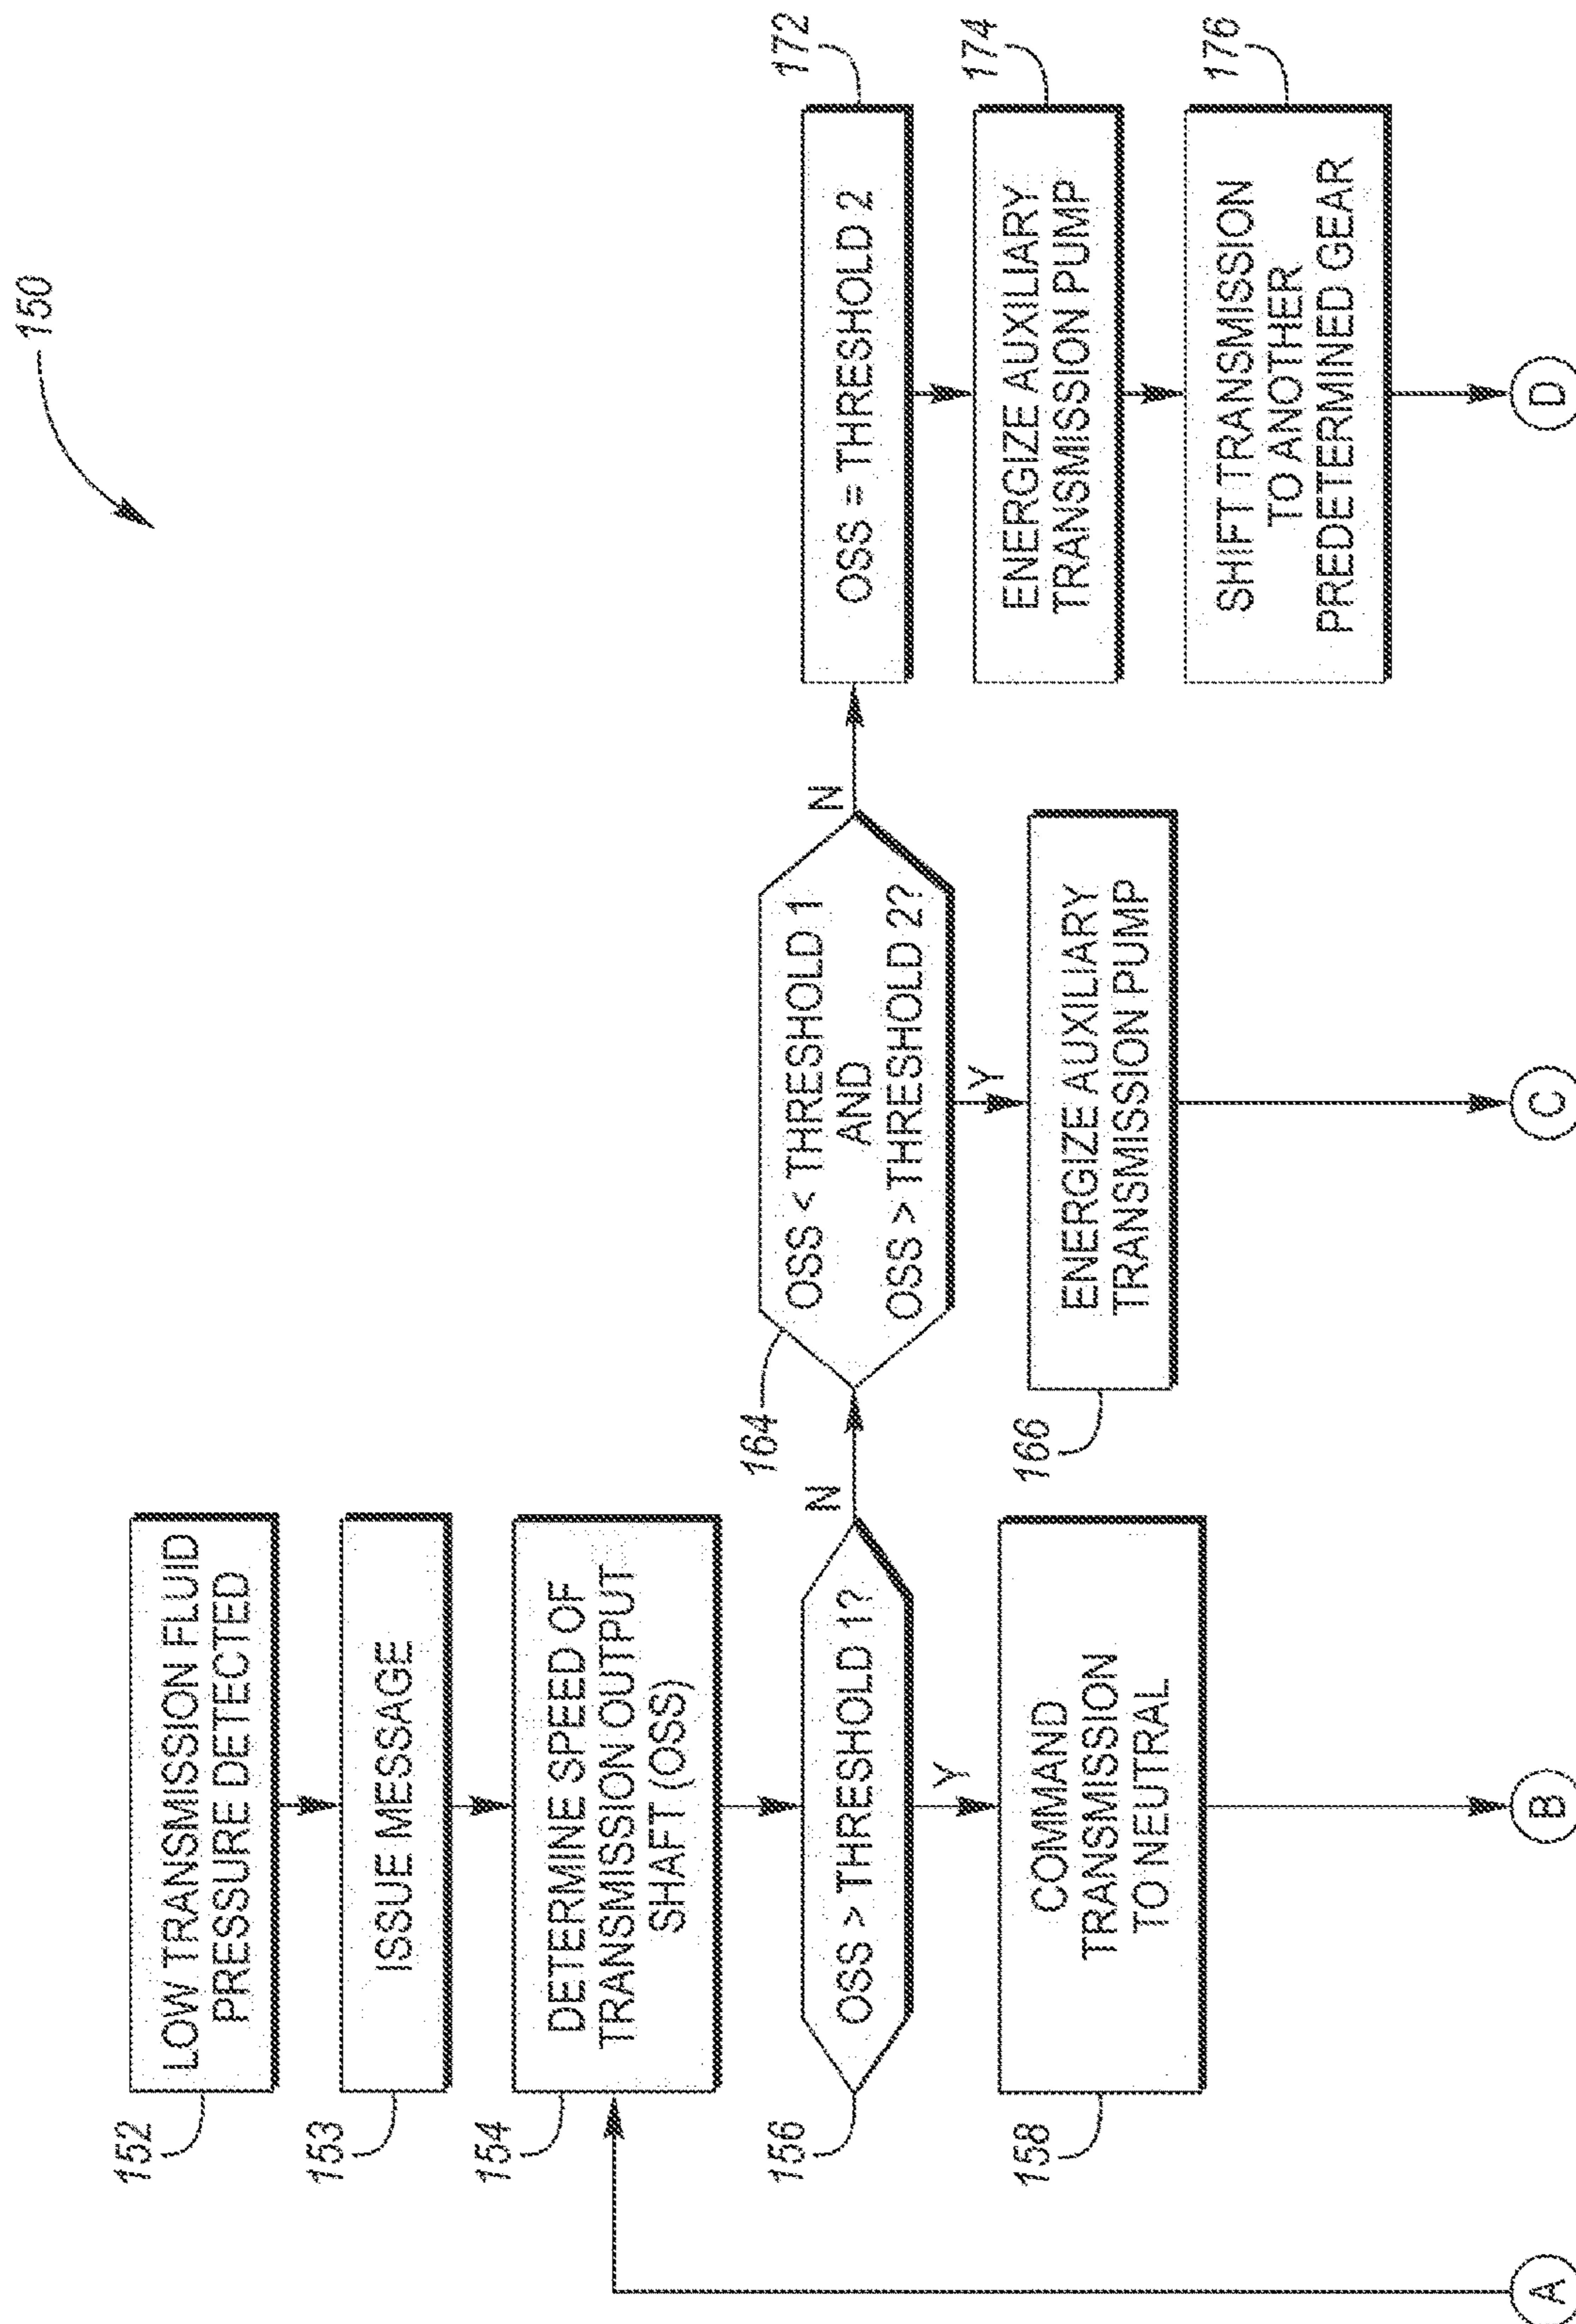 150
152
LOW TRANSMISSION FLUID
PRESSURE DETECTED
153
ISSUE MESSAGE
154
DETERMINE SPEED OF
TRANSMISSION OUTPUT
SHAFT (OSS)
156
OSS > THRESHOLD 1?
N
Y
158
COMMAND
TRANSMISSION
TO NEUTRAL
164
OSS < THRESHOLD 1
AND
OSS > THRESHOLD 2?
N
Y
166
ENERGIZE AUXILIARY
TRANSMISSION PUMP
172
OSS = THRESHOLD 2
174
ENERGIZE AUXILIARY
TRANSMISSION PUMP
176
SHIFT TRANSMISSION
TO ANOTHER
PREDETERMINED GEAR
A
B
C
D